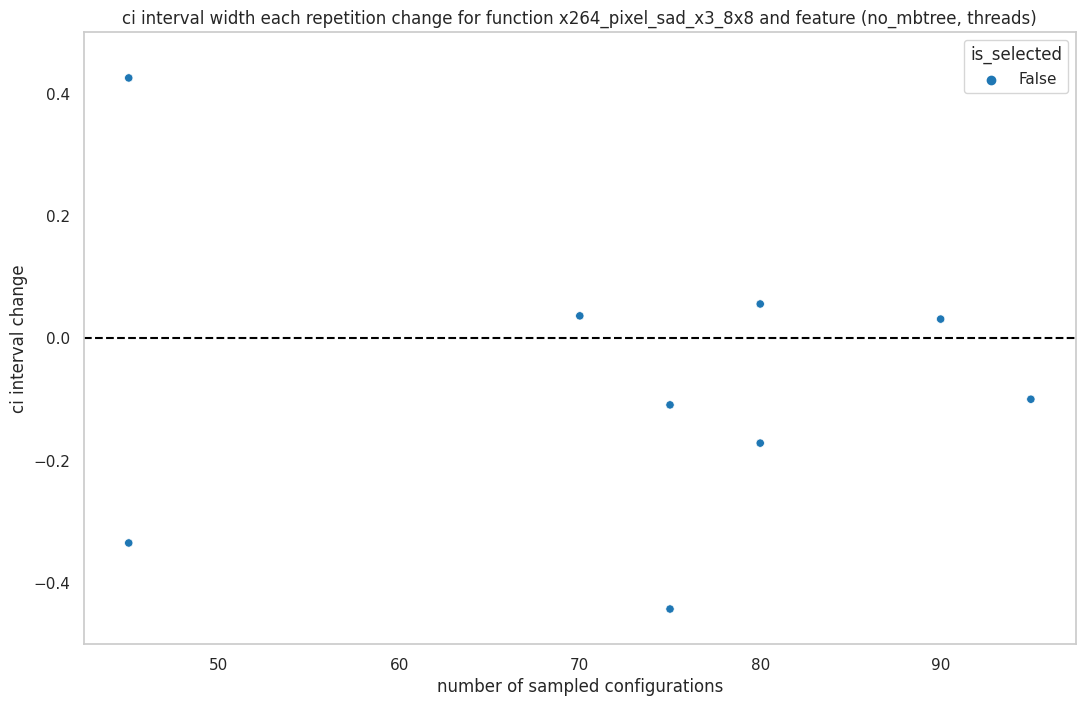 ci interval width each repetition change for function x264_pixel_sad_x3_8x8 and feature (no_mbtree, threads)
is_selected
False
0.4
0.2
0.0
−0.2
−0.4
ci interval change
50 60 70 80 90
number of sampled configurations